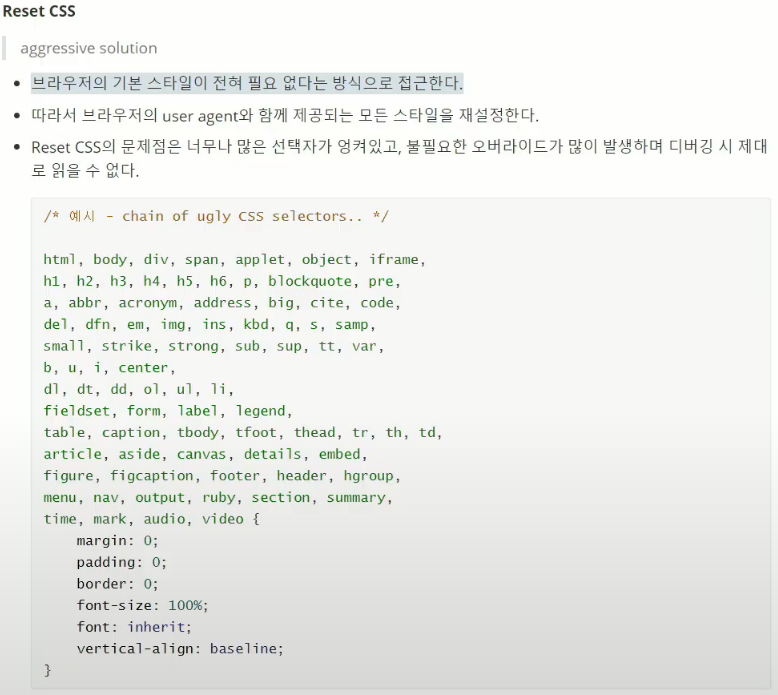 Reset CSS
aggressive solution
브라우저의 기본 스타일이 전혀 필요 없다는 방식으로 접근한다.
따라서 브라우저의 user agent와 함께 제공되는 모든 스타일을 재설정한다.
Reset CSS의 문제점은 너무나 많은 선택자가 엉켜있고, 불필요한 오버라이드가 많이 발생하며 디버깅 시 제대
로 읽을 수 없다.
/* 예시 - chain of ugly CSS selectors.. */
html, body, div, span, applet, object, iframe,
h1, h2, h3, h4, h5, h6, p, blockquote, pre,
a, abbr, acronym, address, big, cite, code,
del, dfn, em, img, ins, kbd, q, s, samp,
small, strike, strong, sub, sup, tt, var,
b, u, i, center,
dl, dt, dd, ol, ul, li,
fieldset, form, label, legend,
table, caption, tbody, tfoot, thead, tr, th, td,
article, aside, canvas, details, embed,
figure, figcaption, footer, header, hgroup,
menu, nav, output, ruby, section, summary,
time, mark, audio, video {
    margin: 0;
    padding: 0;
    border: 0;
    font-size: 100%;
    font: inherit;
    vertical-align: baseline;
}